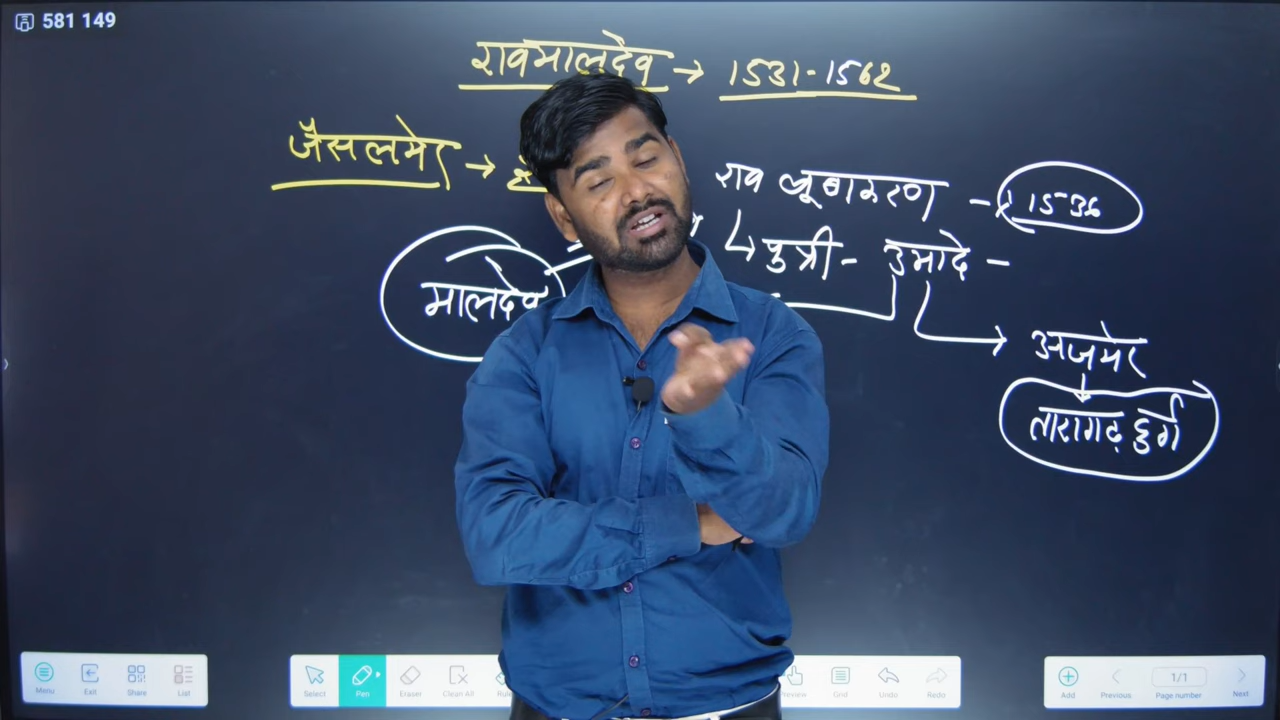 581 149
रावमालदेव → 1531-1562
जैसलमेर →
राव लूणकरण - 1536
↳ पुत्री - उमादे -
मालदेव
→ अजमेर
तारागढ़ दुर्ग
Menu Exit Share List Select Pen Eraser Clean All Grid Undo Redo Add Previous 1/1 Page number Next